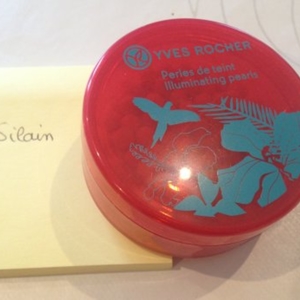 YVES ROCHER
Perles de teint
Illuminating pearls
Silain